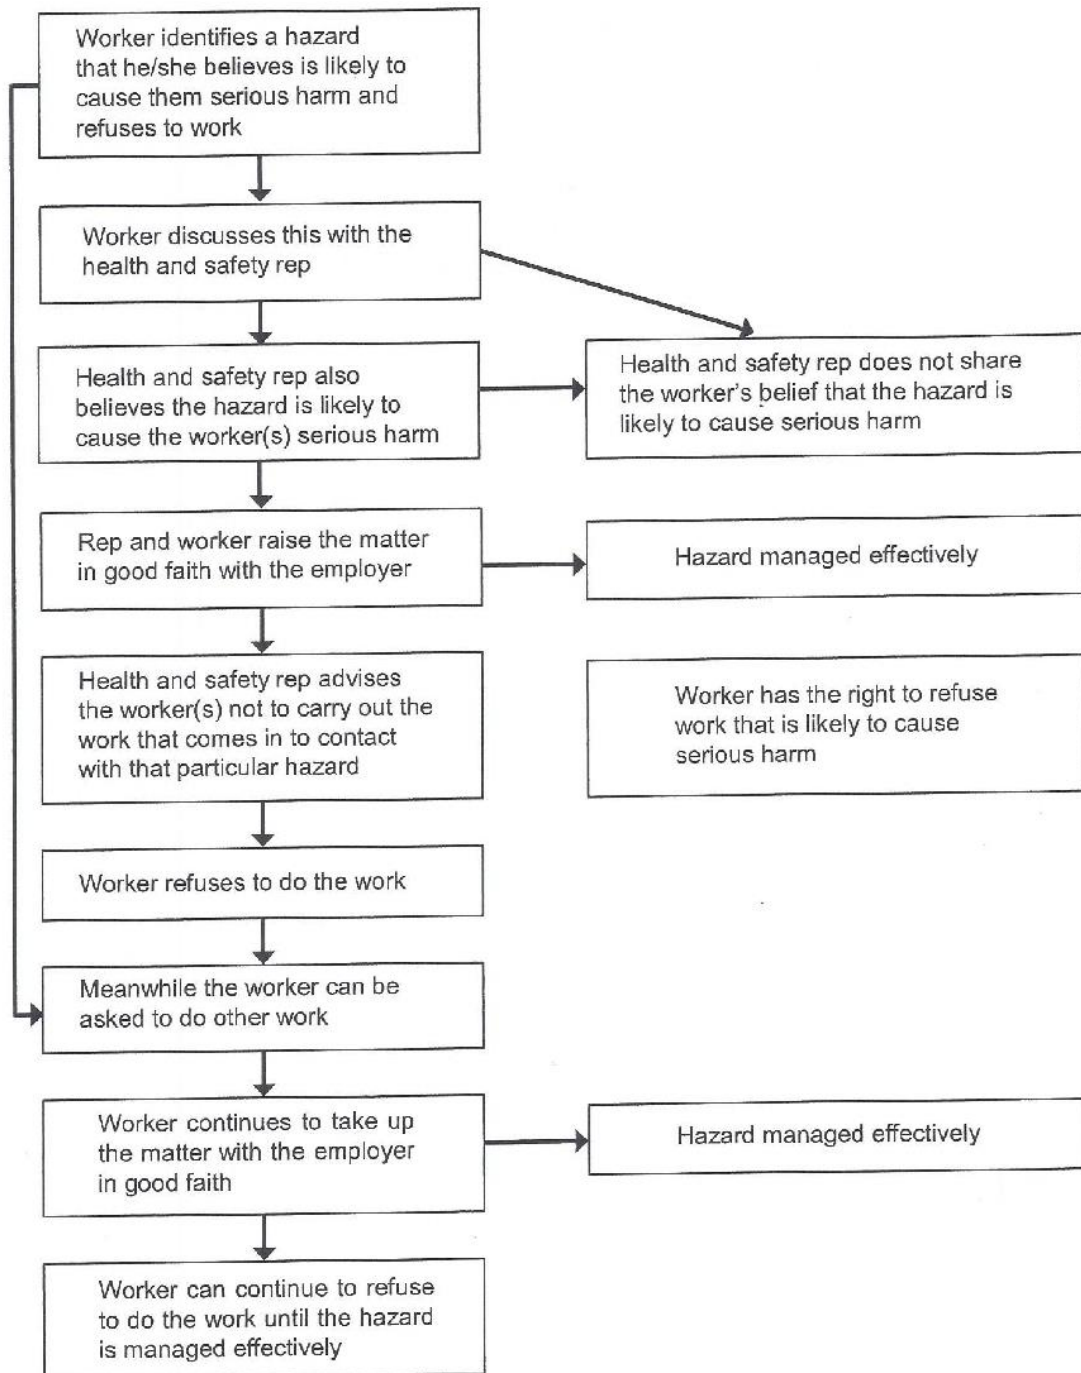 Worker identifies a hazard
that he/she believes is likely to
cause them serious harm and
refuses to work
Worker discusses this with the
health and safety rep
Health and safety rep also
believes the hazard is likely to
cause the worker(s) serious harm
Health and safety rep does not share
the worker's belief that the hazard is
likely to cause serious harm
Rep and worker raise the matter
in good faith with the employer
Hazard managed effectively
Health and safety rep advises
the worker(s) not to carry out the
work that comes in to contact
with that particular hazard
Worker has the right to refuse
work that is likely to cause
serious harm
Worker refuses to do the work
Meanwhile the worker can be
asked to do other work
Worker continues to take up
the matter with the employer
in good faith
Hazard managed effectively
Worker can continue to refuse
to do the work until the hazard
is managed effectively